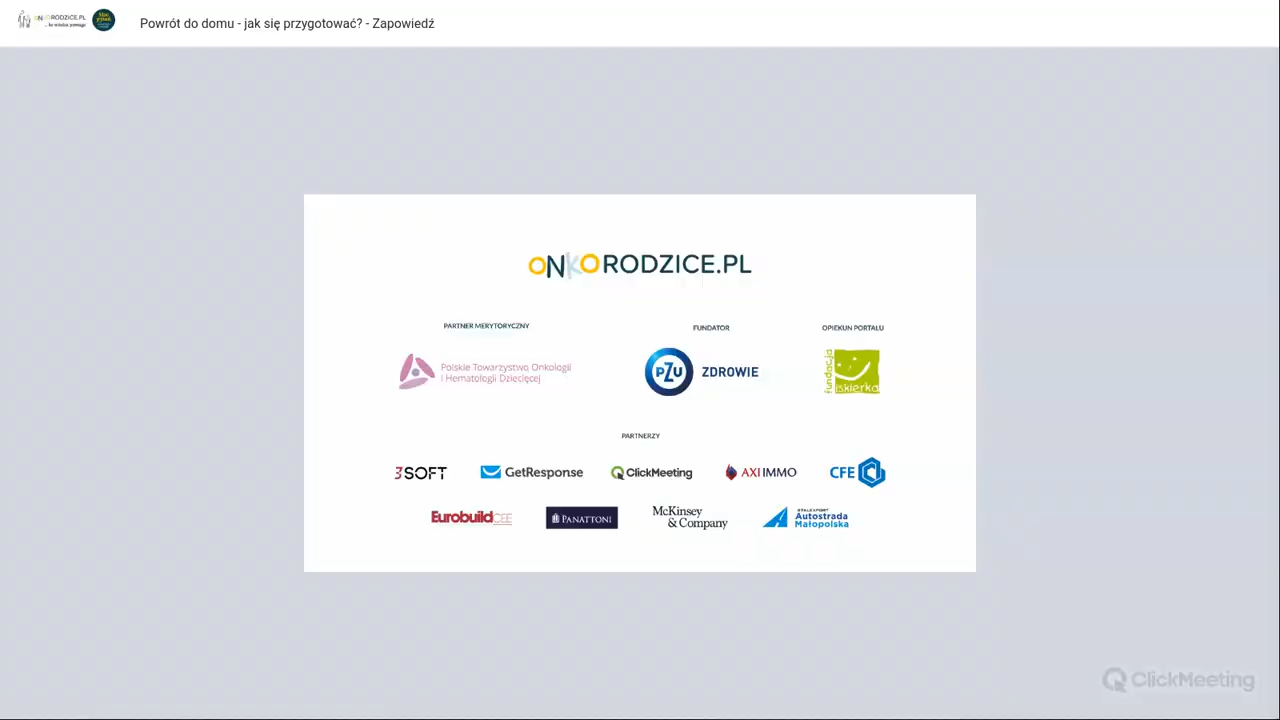 ONKORODZICE.PL
Powrót do domu - jak się przygotować? - Zapowiedź
ONKORODZICE.PL
PARTNER MERYTORYCZNY
FUNDATOR
OPIEKUN PORTALU
Polskie Towarzystwo Onkologii
i Hematologii Dziecięcej
PZU ZDROWIE
fundacja
iskierka
PARTNERZY
3SOFT
GetResponse
ClickMeeting
AXI IMMO
CFE
EurobuildCEE
PANATTONI
McKinsey
& Company
STALEXPORT
Autostrada
Małopolska
ClickMeeting